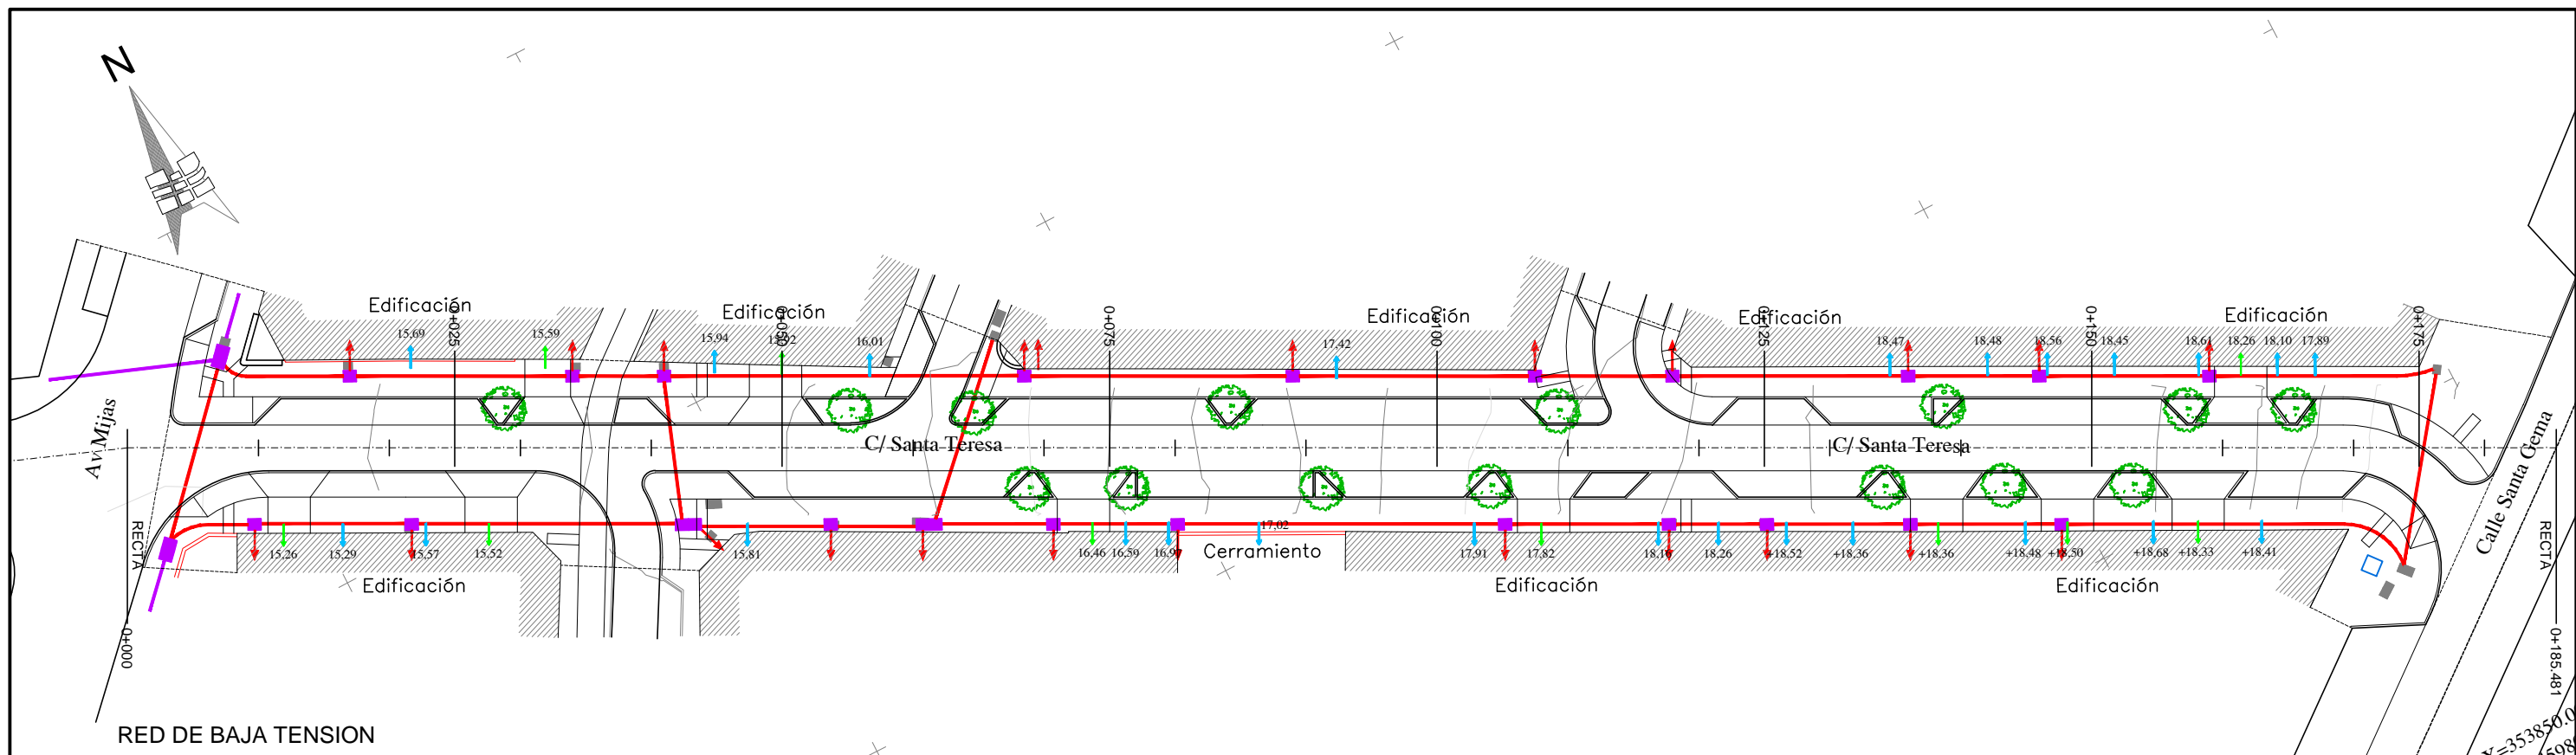 N
Edificación
Edificación
Edificación
Edificación
Edificación
0+025
0+050
0+075
0+100
0+125
0+150
0+175
15,69
15,59
15,94
16,01
17,42
18,47
18,48
18,56
18,45
18,61
18,26
18,10
17,89
Av Mijas
C/ Santa Teresa
C/ Santa Teresa
Calle Santa Gema
RECTA
RECTA
0+000
0+185.481
15,26
15,29
15,57
15,52
15,81
16,46
16,59
17,02
17,91
17,82
18,26
+18,52
+18,36
+18,36
+18,48
+18,50
+18,68
+18,33
+18,41
Cerramiento
Edificación
Edificación
Edificación
RED DE BAJA TENSION